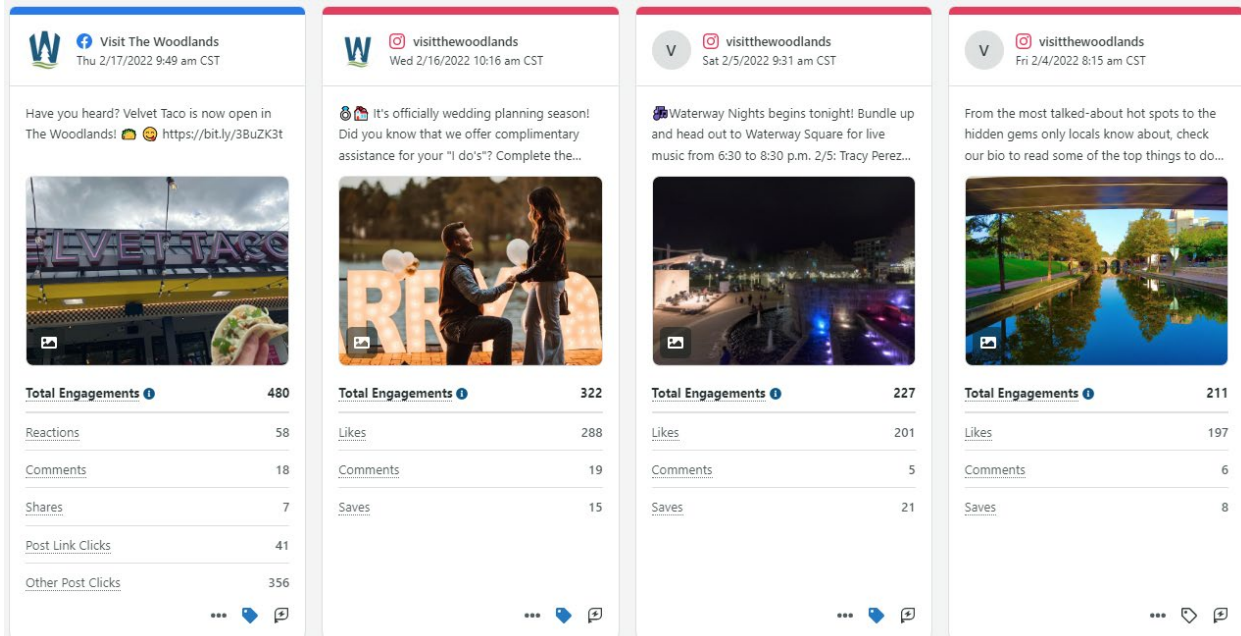 Visit The Woodlands
Thu 2/17/2022 9:49 am CST
Have you heard? Velvet Taco is now open in
The Woodlands! 🌮 😋 https://bit.ly/3BuZK3t
ELVET TACO
Total Engagements 480
Reactions 58
Comments 18
Shares 7
Post Link Clicks 41
Other Post Clicks 356
W
visitthewoodlands
Wed 2/16/2022 10:16 am CST
💍💒 It's officially wedding planning season!
Did you know that we offer complimentary
assistance for your "I do's"? Complete the...
RRY
Total Engagements 322
Likes 288
Comments 19
Saves 15
V
visitthewoodlands
Sat 2/5/2022 9:31 am CST
🎆Waterway Nights begins tonight! Bundle up
and head out to Waterway Square for live
music from 6:30 to 8:30 p.m. 2/5: Tracy Perez...
Total Engagements 227
Likes 201
Comments 5
Saves 21
V
visitthewoodlands
Fri 2/4/2022 8:15 am CST
From the most talked-about hot spots to the
hidden gems only locals know about, check
our bio to read some of the top things to do...
Total Engagements 211
Likes 197
Comments 6
Saves 8